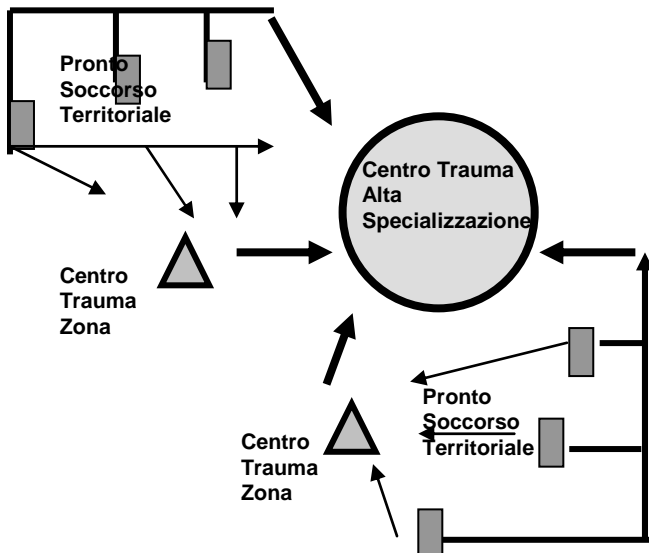 Pronto
Soccorso
Territoriale
Centro Trauma
Alta
Specializzazione
Centro
Trauma
Zona
Pronto
Soccorso
Territoriale
Centro
Trauma
Zona